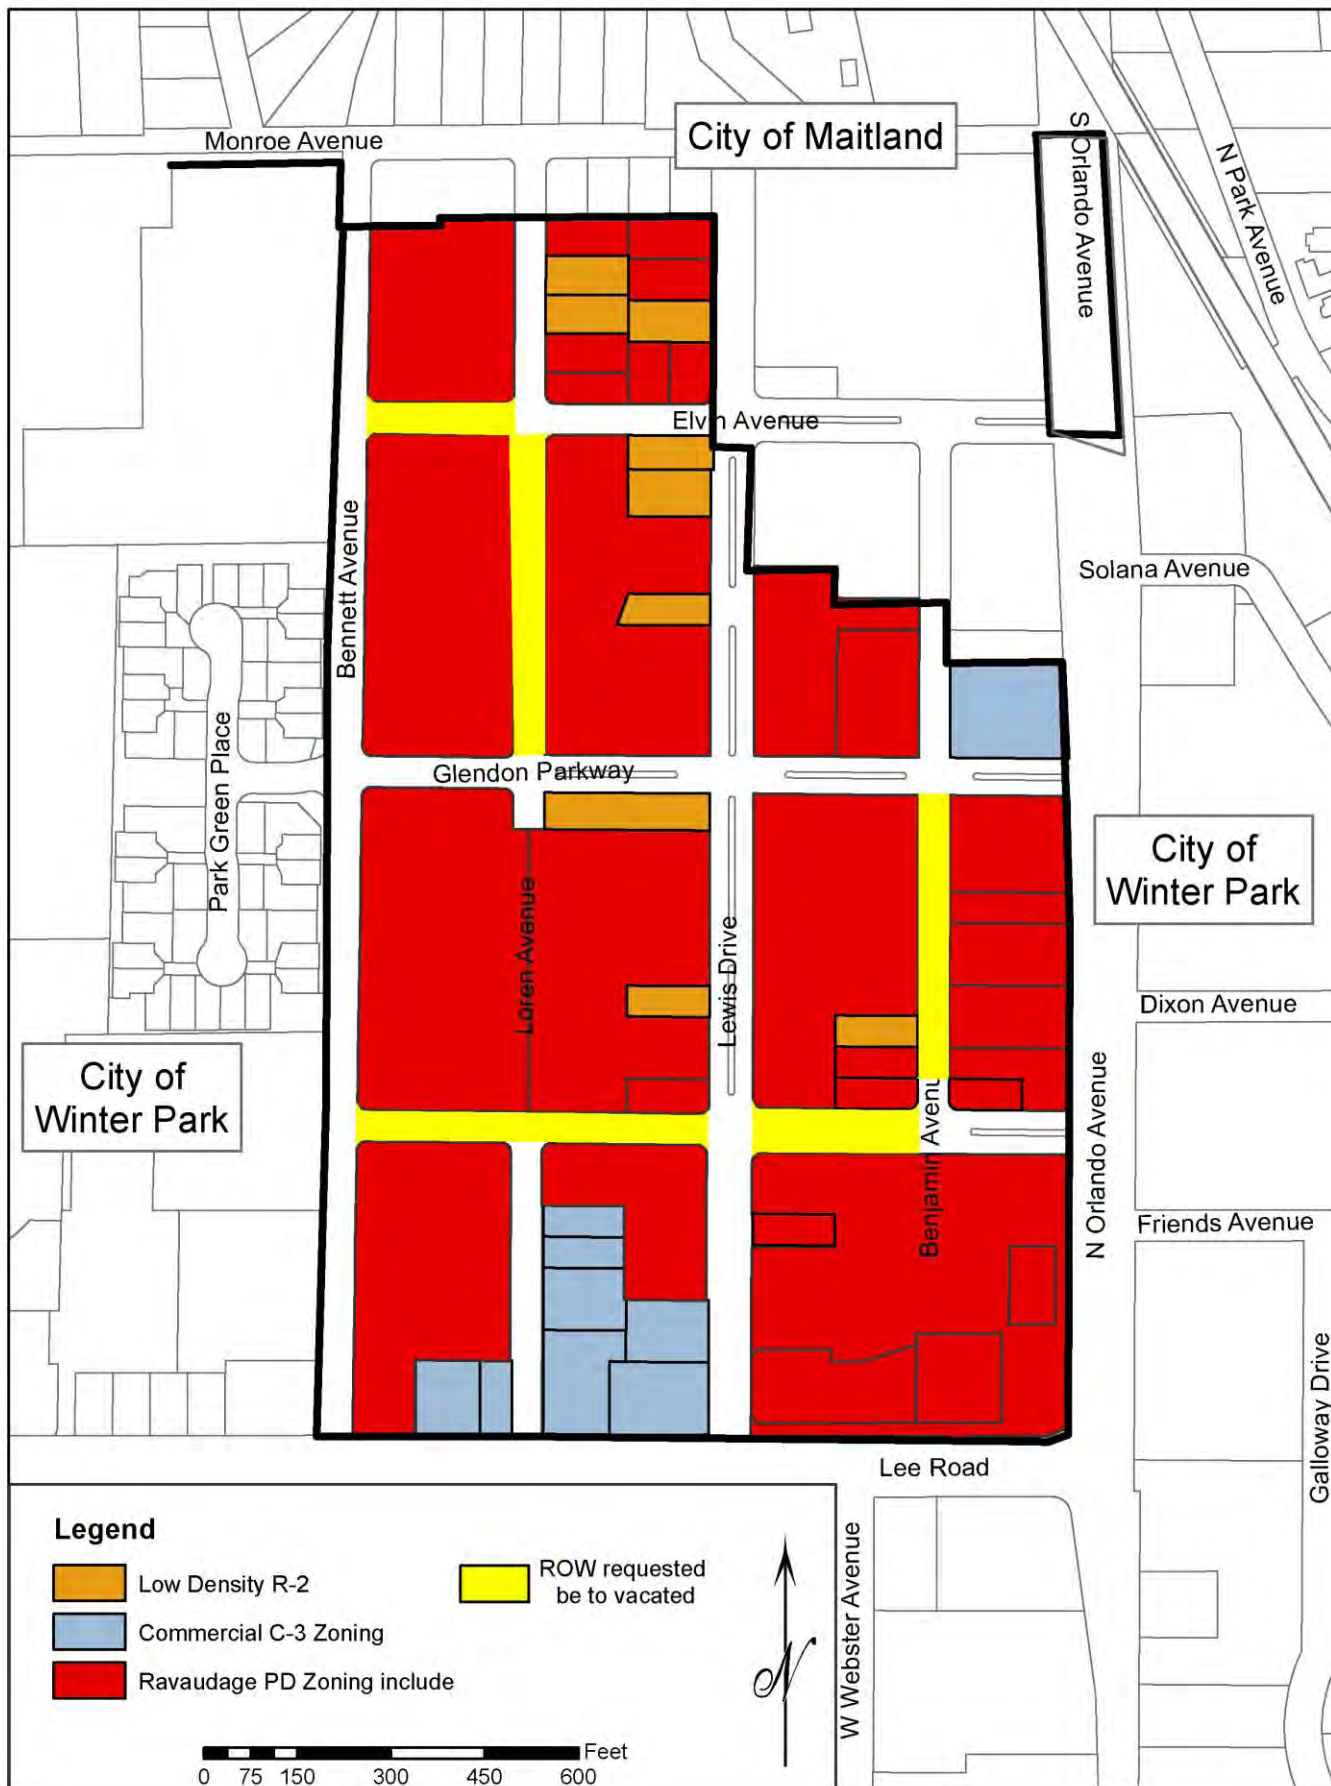 Monroe Avenue
City of Maitland
S Orlando Avenue
N Park Avenue
Elvin Avenue
Bennett Avenue
Solana Avenue
Park Green Place
Glendon Parkway
City of
Winter Park
Loren Avenue
Lewis Drive
Dixon Avenue
City of
Winter Park
Benjamin Avenu
N Orlando Avenue
Friends Avenue
Galloway Drive
Lee Road
W Webster Avenue
Legend
Low Density R-2
Commercial C-3 Zoning
Ravaudage PD Zoning include
ROW requested
be to vacated
N
Feet
0 75 150 300 450 600